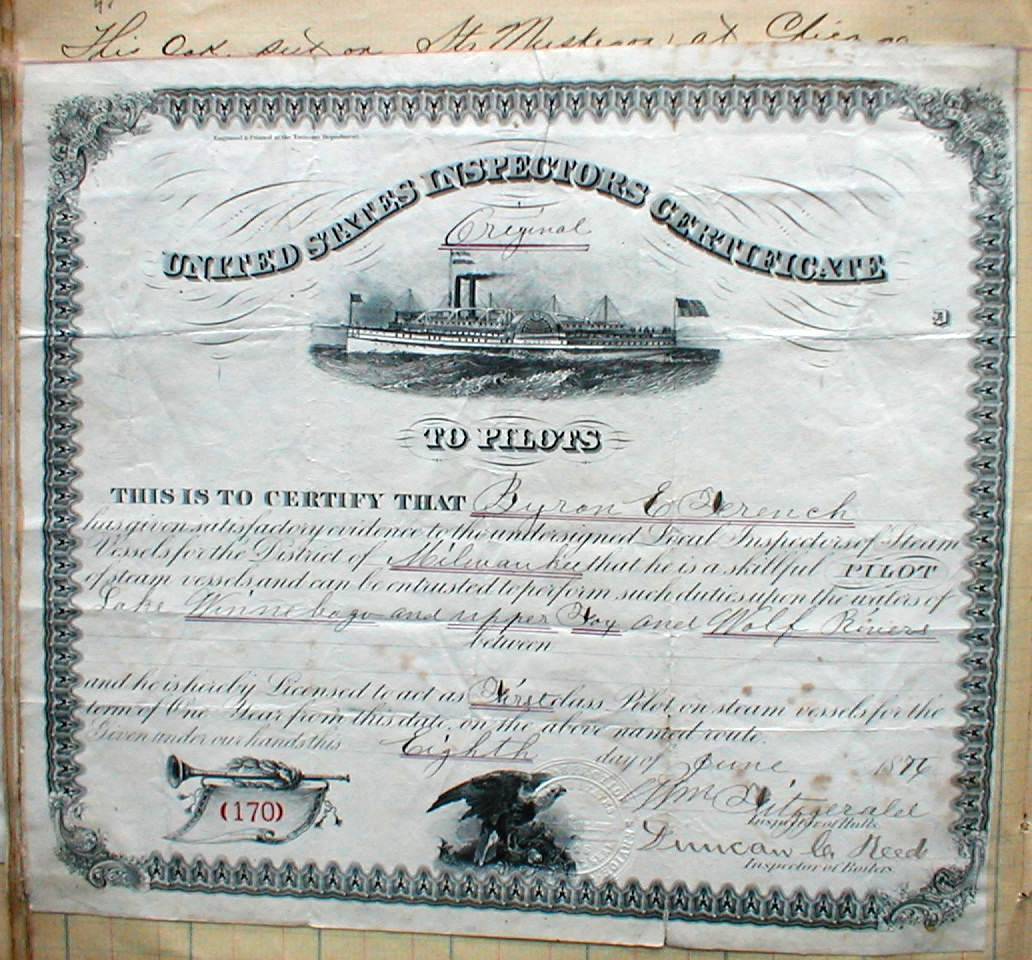 This Oak set on Str Muskegon at Chicago
Engraved & Printed at the Treasury Department.
UNITED STATES INSPECTORS CERTIFICATE
Original
TO PILOTS
THIS IS TO CERTIFY THAT Byron E French
has given satisfactory evidence to the undersigned Local Inspectors of Steam
Vessels for the District of Milwaukee that he is a skillful PILOT
of steam vessels and can be entrusted to perform such duties upon the waters of
Lake Winnebago and upper Fox and Wolf Rivers
between
and he is hereby Licensed to act as First class Pilot on steam vessels for the
term of One Year from this date, on the above named route.
Given under our hands this Eighth day of June 1876
(170)
Wm Fitzgerald
Inspector of Hulls
Duncan C. Reed
Inspector of Boilers